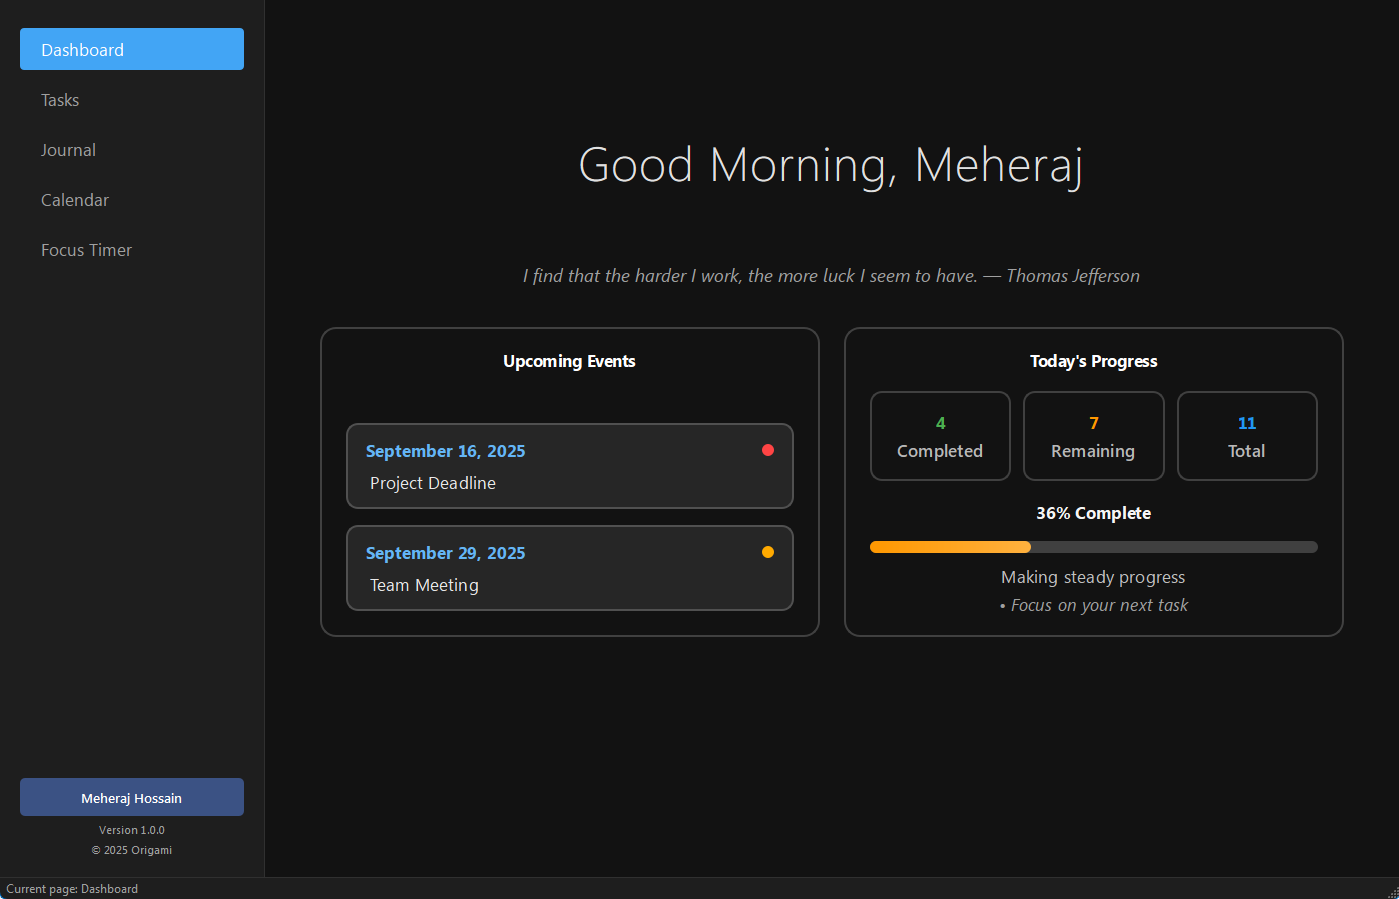 Dashboard
Tasks
Journal
Calendar
Focus Timer
Meheraj Hossain
Version 1.0.0
© 2025 Origami
Good Morning, Meheraj
I find that the harder I work, the more luck I seem to have. — Thomas Jefferson
Upcoming Events
September 16, 2025
Project Deadline
September 29, 2025
Team Meeting
Today's Progress
4
Completed
7
Remaining
11
Total
36% Complete
Making steady progress
• Focus on your next task
Current page: Dashboard